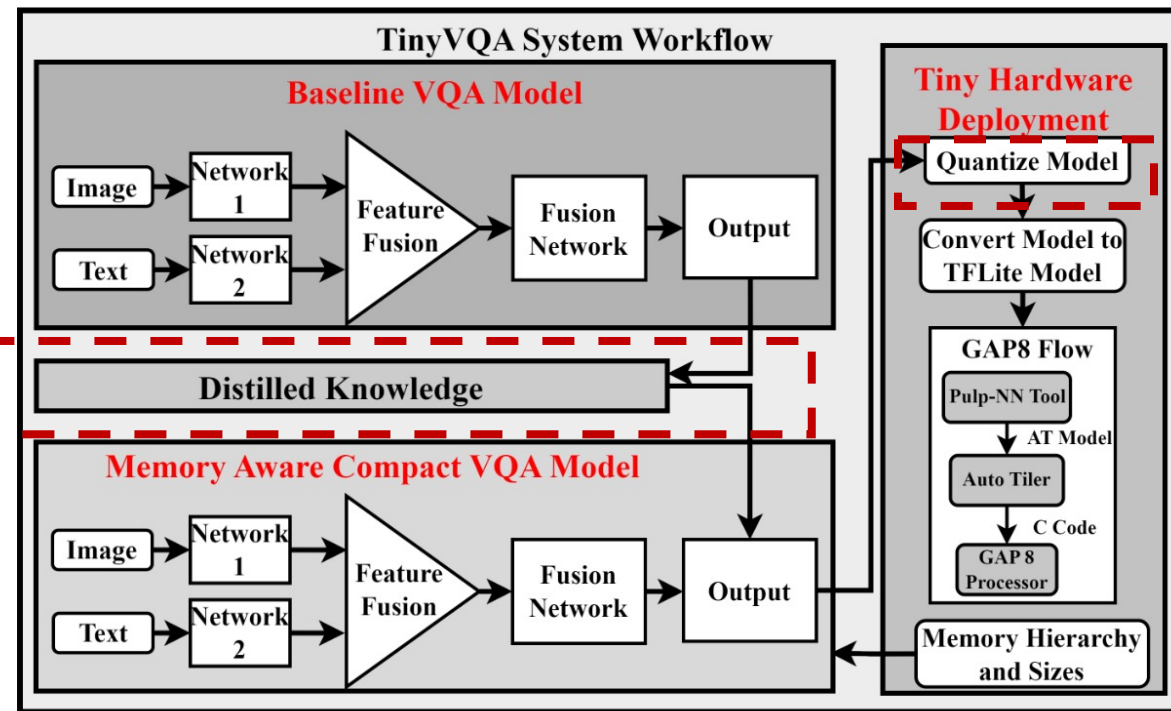 TinyVQA System Workflow
Baseline VQA Model
Image
Network
1
Text
Network
2
Feature
Fusion
Fusion
Network
Output
Distilled Knowledge
Memory Aware Compact VQA Model
Image
Network
1
Text
Network
2
Feature
Fusion
Fusion
Network
Output
Tiny Hardware
Deployment
Quantize Model
Convert Model to
TFLite Model
GAP8 Flow
Pulp-NN Tool
AT Model
Auto Tiler
C Code
GAP 8
Processor
Memory Hierarchy
and Sizes